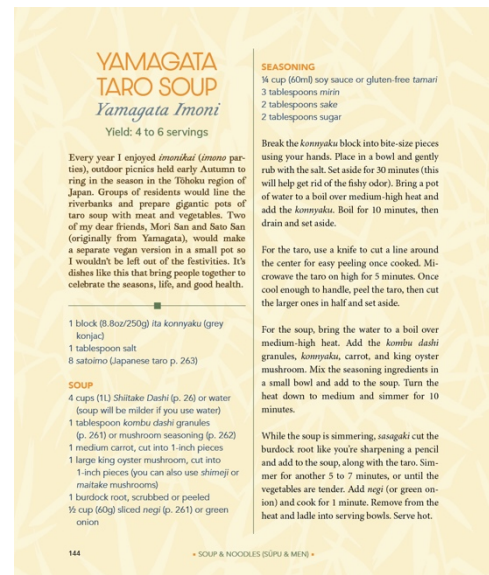 YAMAGATA
TARO SOUP
Yamagata Imoni
Yield: 4 to 6 servings
Every year I enjoyed imonikai (imono par-
ties), outdoor picnics held early Autumn to
ring in the season in the Tōhoku region of
Japan. Groups of residents would line the
riverbanks and prepare gigantic pots of
taro soup with meat and vegetables. Two
of my dear friends, Mori San and Sato San
(originally from Yamagata), would make
a separate vegan version in a small pot so
I wouldn't be left out of the festivities. It's
dishes like this that bring people together to
celebrate the seasons, life, and good health.
1 block (8.8oz/250g) ita konnyaku (grey
konjac)
1 tablespoon salt
8 satoimo (Japanese taro p. 263)
SOUP
4 cups (1L) Shiitake Dashi (p. 26) or water
(soup will be milder if you use water)
1 tablespoon kombu dashi granules
(p. 261) or mushroom seasoning (p. 262)
1 medium carrot, cut into 1-inch pieces
1 large king oyster mushroom, cut into
1-inch pieces (you can also use shimeji or
maitake mushrooms)
1 burdock root, scrubbed or peeled
½ cup (60g) sliced negi (p. 261) or green
onion
SEASONING
¼ cup (60ml) soy sauce or gluten-free tamari
3 tablespoons mirin
2 tablespoons sake
2 tablespoons sugar
Break the konnyaku block into bite-size pieces
using your hands. Place in a bowl and gently
rub with the salt. Set aside for 30 minutes (this
will help get rid of the fishy odor). Bring a pot
of water to a boil over medium-high heat and
add the konnyaku. Boil for 10 minutes, then
drain and set aside.
For the taro, use a knife to cut a line around
the center for easy peeling once cooked. Mi-
crowave the taro on high for 5 minutes. Once
cool enough to handle, peel the taro, then cut
the larger ones in half and set aside.
For the soup, bring the water to a boil over
medium-high heat. Add the kombu dashi
granules, konnyaku, carrot, and king oyster
mushroom. Mix the seasoning ingredients in
a small bowl and add to the soup. Turn the
heat down to medium and simmer for 10
minutes.
While the soup is simmering, sasagaki cut the
burdock root like you're sharpening a pencil
and add to the soup, along with the taro. Sim-
mer for another 5 to 7 minutes, or until the
vegetables are tender. Add negi (or green on-
ion) and cook for 1 minute. Remove from the
heat and ladle into serving bowls. Serve hot.
144
• SOUP & NOODLES (SŪPU & MEN) •